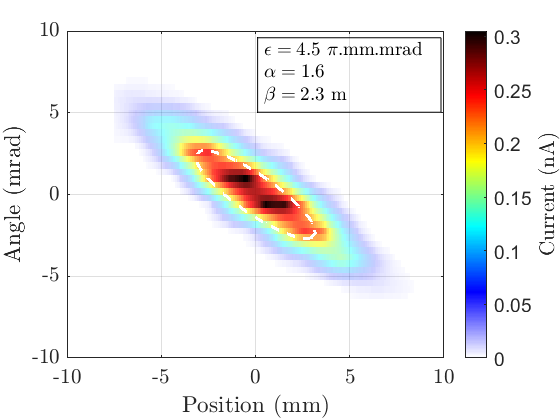 10
5
0
-5
-10
-10
-5
0
5
10
Angle (mrad)
Position (mm)
ϵ = 4.5 π.mm.mrad
α = 1.6
β = 2.3 m
0.3
0.25
0.2
0.15
0.1
0.05
0
Current (nA)